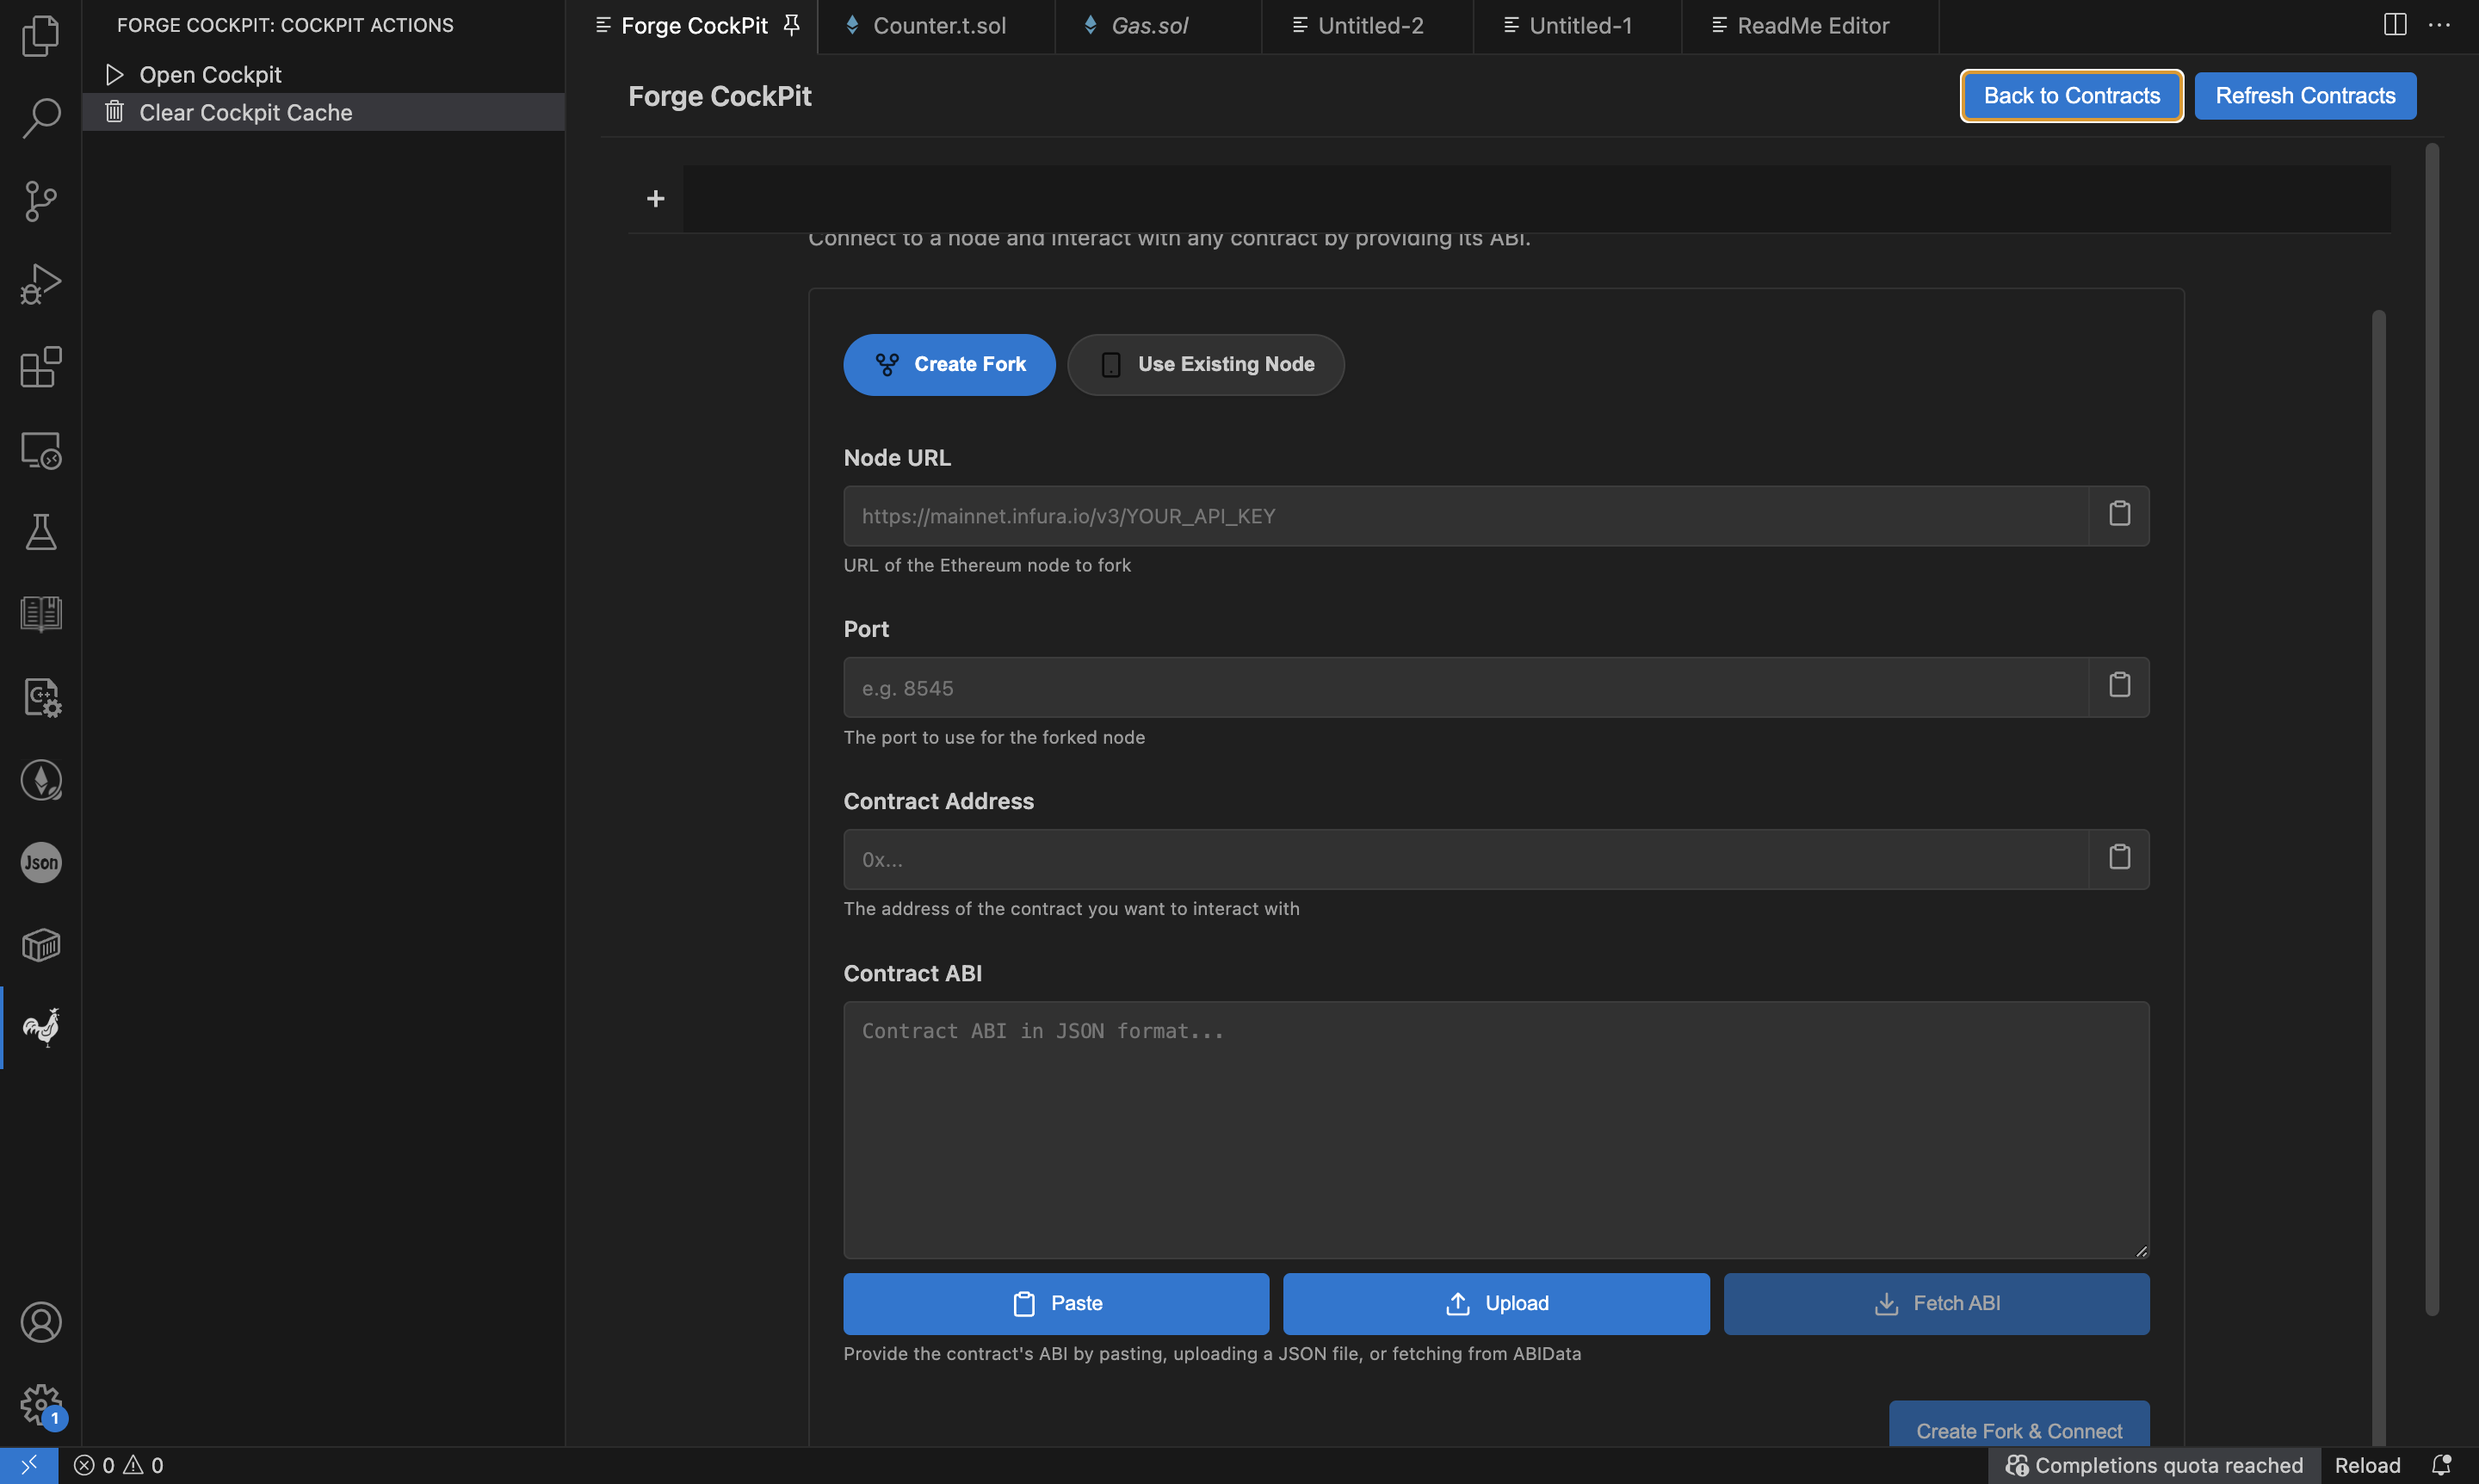 FORGE COCKPIT: COCKPIT ACTIONS
Open Cockpit
Clear Cockpit Cache
Forge CockPit
Counter.t.sol
Gas.sol
Untitled-2
Untitled-1
ReadMe Editor
Forge CockPit
Back to Contracts
Refresh Contracts
+
Connect to a node and interact with any contract by providing its ABI.
Create Fork
Use Existing Node
Node URL
https://mainnet.infura.io/v3/YOUR_API_KEY
URL of the Ethereum node to fork
Port
e.g. 8545
The port to use for the forked node
Contract Address
0x...
The address of the contract you want to interact with
Contract ABI
Contract ABI in JSON format...
Paste
Upload
Fetch ABI
Provide the contract's ABI by pasting, uploading a JSON file, or fetching from ABIData
Create Fork & Connect
C++
Json
1
0
0
Completions quota reached
Reload